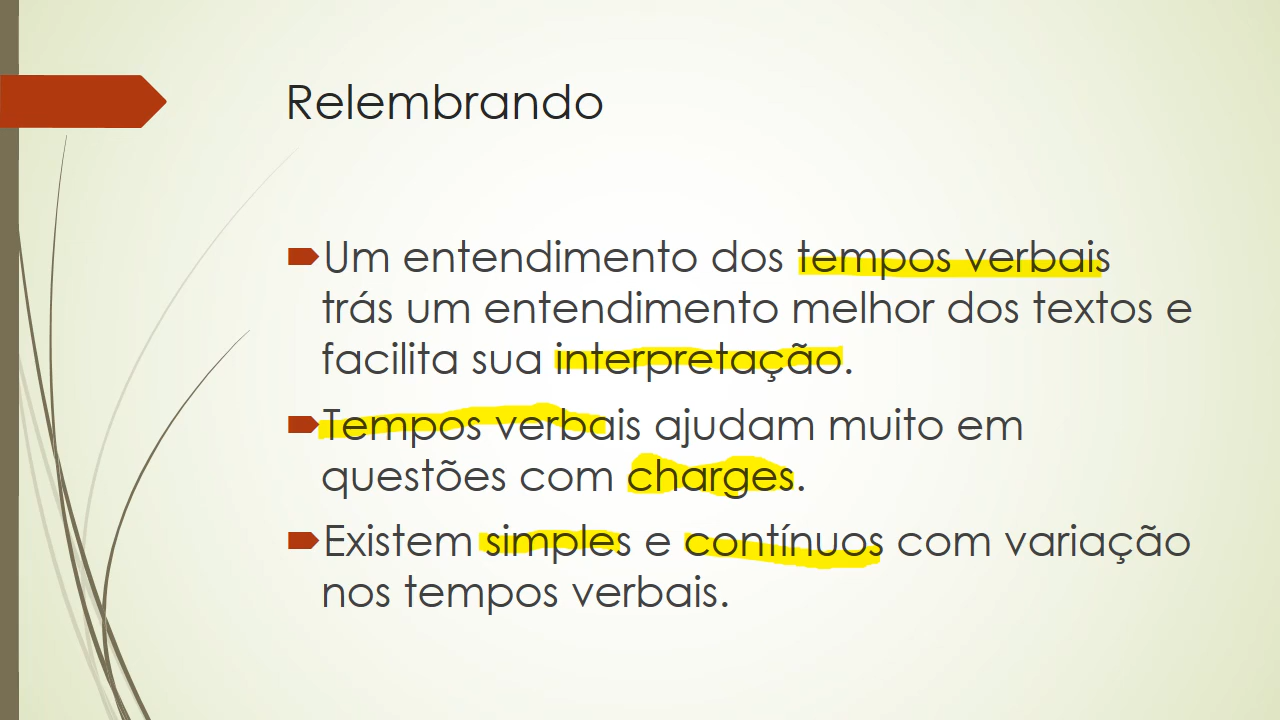 Relembrando
Um entendimento dos tempos verbais
trás um entendimento melhor dos textos e
facilita sua interpretação.
Tempos verbais ajudam muito em
questões com charges.
Existem simples e contínuos com variação
nos tempos verbais.